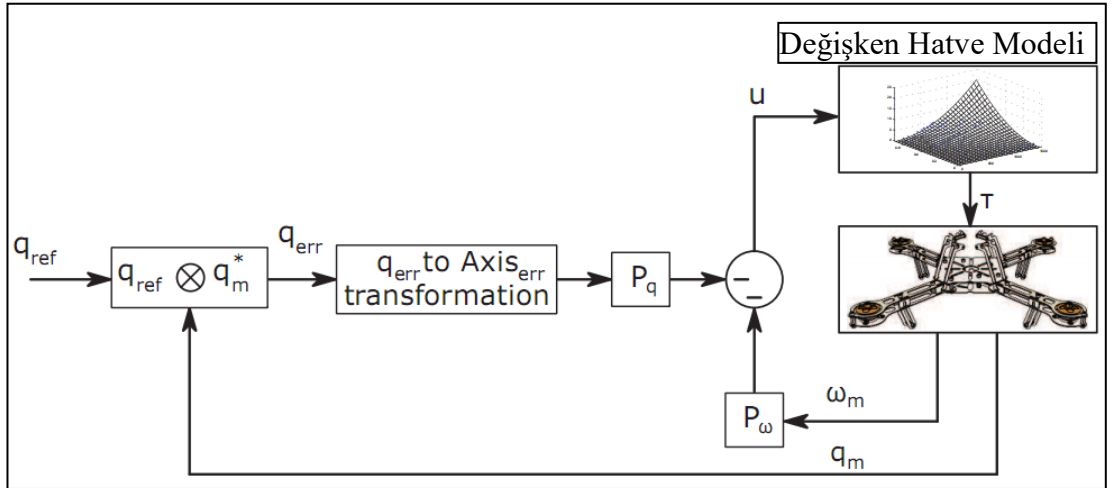 Değişken Hatve Modeli
u
τ
q_ref
q_ref ⊗ q_m^*
q_err
q_err to Axis_err
transformation
P_q
−
−
P_ω
ω_m
q_m